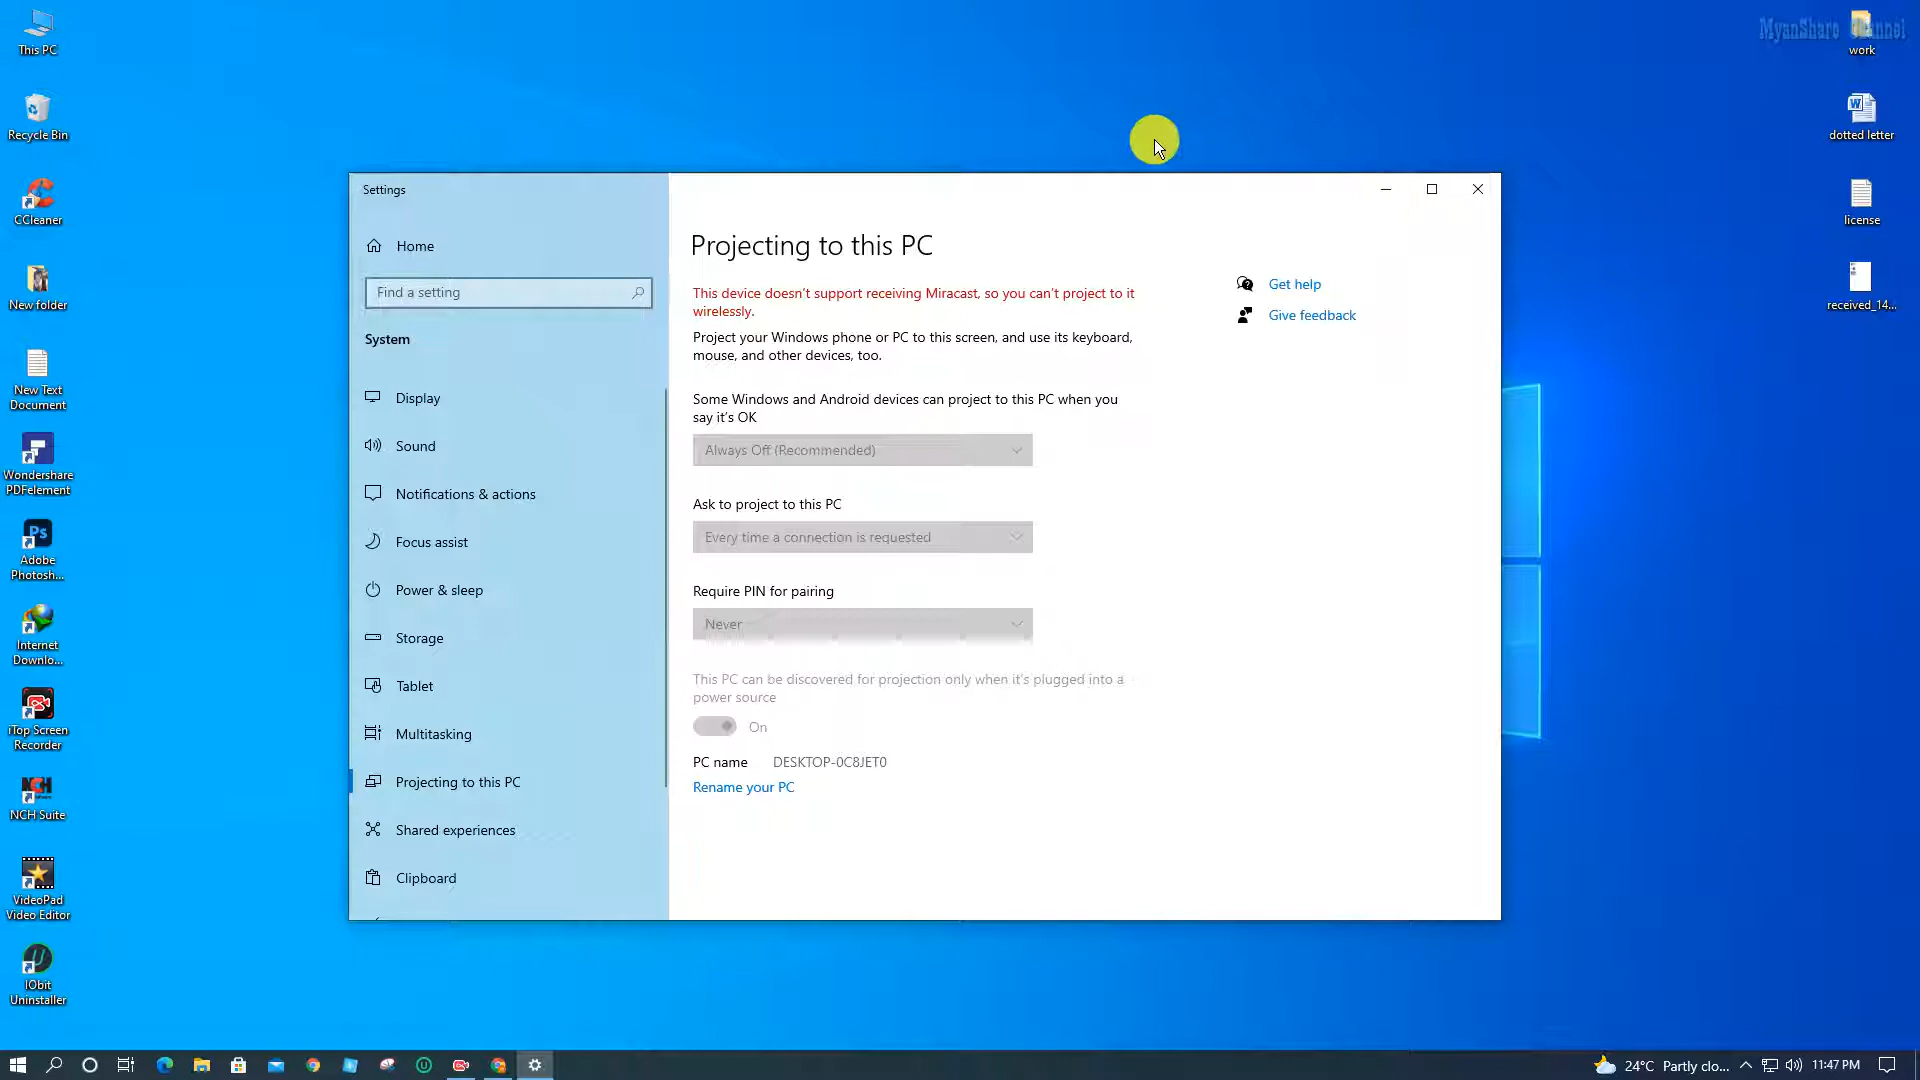 This PC
Recycle Bin
CCleaner
New folder
New Text
Document
Wondershare
PDFelement
Ps
Adobe
Photosh...
Internet
Downlo...
iTop Screen
Recorder
NCH
NCH Suite
VideoPad
Video Editor
IObit
Uninstaller
MyanShare Channel
work
dotted letter
license
received_14...
Settings
Home
Find a setting
System
Display
Sound
Notifications & actions
Focus assist
Power & sleep
Storage
Tablet
Multitasking
Projecting to this PC
Shared experiences
Clipboard
Projecting to this PC
This device doesn't support receiving Miracast, so you can't project to it
wirelessly.
Project your Windows phone or PC to this screen, and use its keyboard,
mouse, and other devices, too.
Some Windows and Android devices can project to this PC when you
say it's OK
Always Off (Recommended)
Ask to project to this PC
Every time a connection is requested
Require PIN for pairing
Never
This PC can be discovered for projection only when it's plugged into a
power source
On
PC name DESKTOP-0C8JET0
Rename your PC
Get help
Give feedback
24°C Partly clo...
11:47 PM